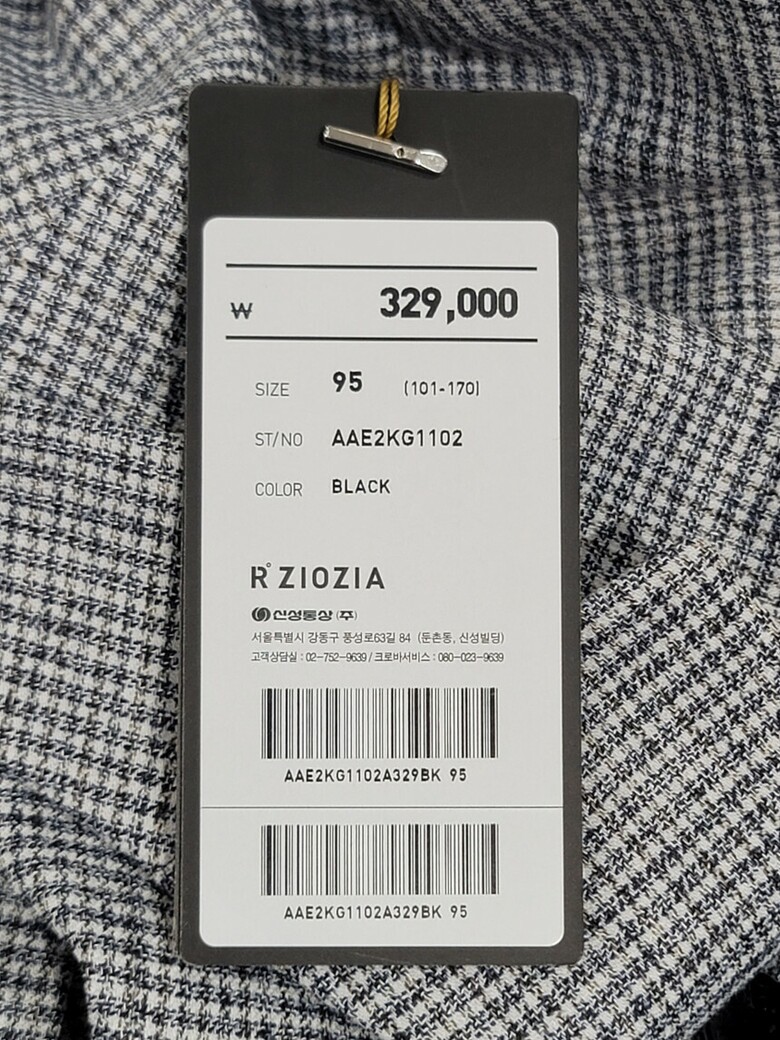 ₩ 329,000
SIZE 95 (101-170)
ST/NO AAE2KG1102
COLOR BLACK
R° ZIOZIA
신성통상 (주)
서울특별시 강동구 풍성로63길 84 (둔촌동, 신성빌딩)
고객상담실 : 02-752-9639 / 크로바서비스 : 080-023-9639
AAE2KG1102A329BK 95
AAE2KG1102A329BK 95